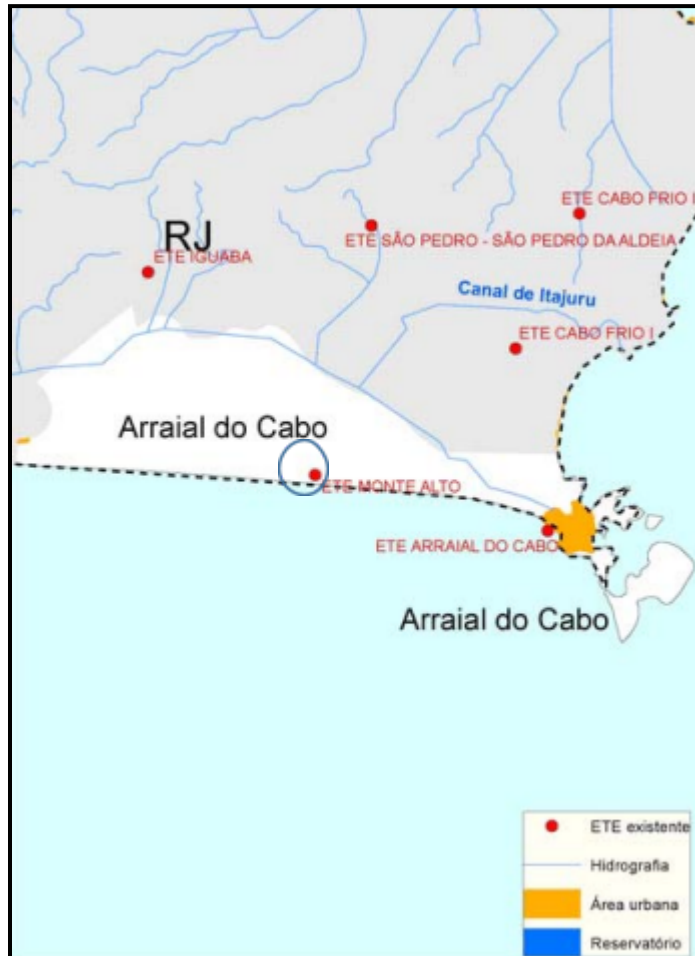 ETE CABO FRIO I
RJ
ETE SÃO PEDRO - SÃO PEDRO DA ALDEIA
ETE IGUABA
Canal de Itajuru
ETE CABO FRIO I
Arraial do Cabo
ETE MONTE ALTO
ETE ARRAIAL DO CABO
Arraial do Cabo
ETE existente
Hidrografia
Área urbana
Reservatório